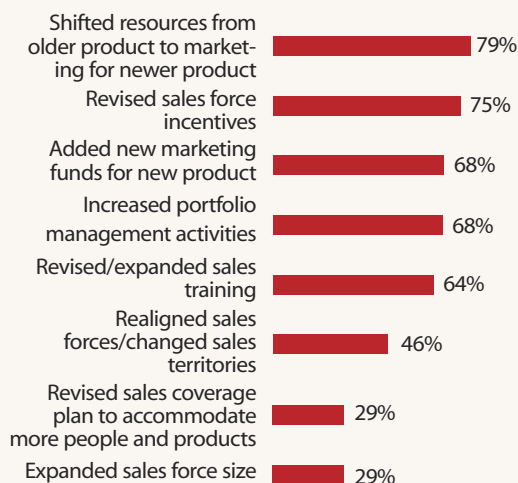 Shifted resources from
older product to market-
ing for newer product
79%
Revised sales force
incentives
75%
Added new marketing
funds for new product
68%
Increased portfolio
management activities
68%
Revised/expanded sales
training
64%
Realigned sales
forces/changed sales
territories
46%
Revised sales coverage
plan to accommodate
more people and products
29%
Expanded sales force size
29%